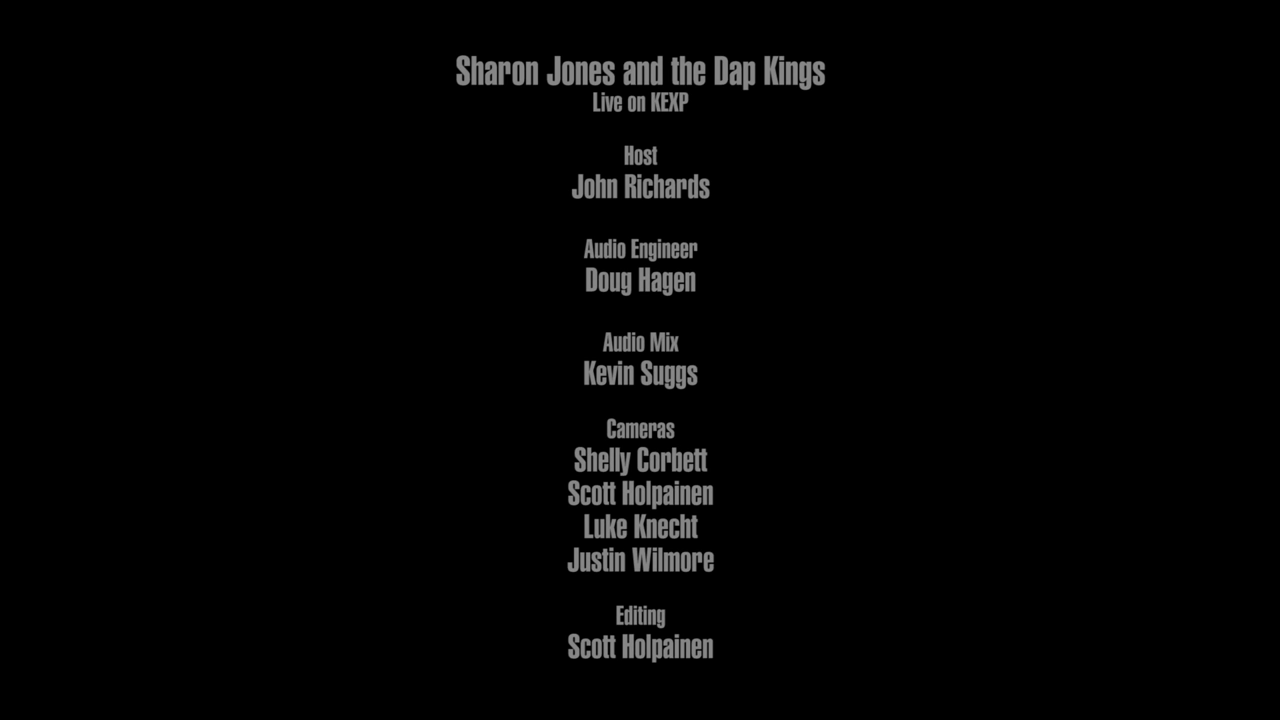 Sharon Jones and the Dap Kings
Live on KEXP
Host
John Richards
Audio Engineer
Doug Hagen
Audio Mix
Kevin Suggs
Cameras
Shelly Corbett
Scott Holpainen
Luke Knecht
Justin Wilmore
Editing
Scott Holpainen